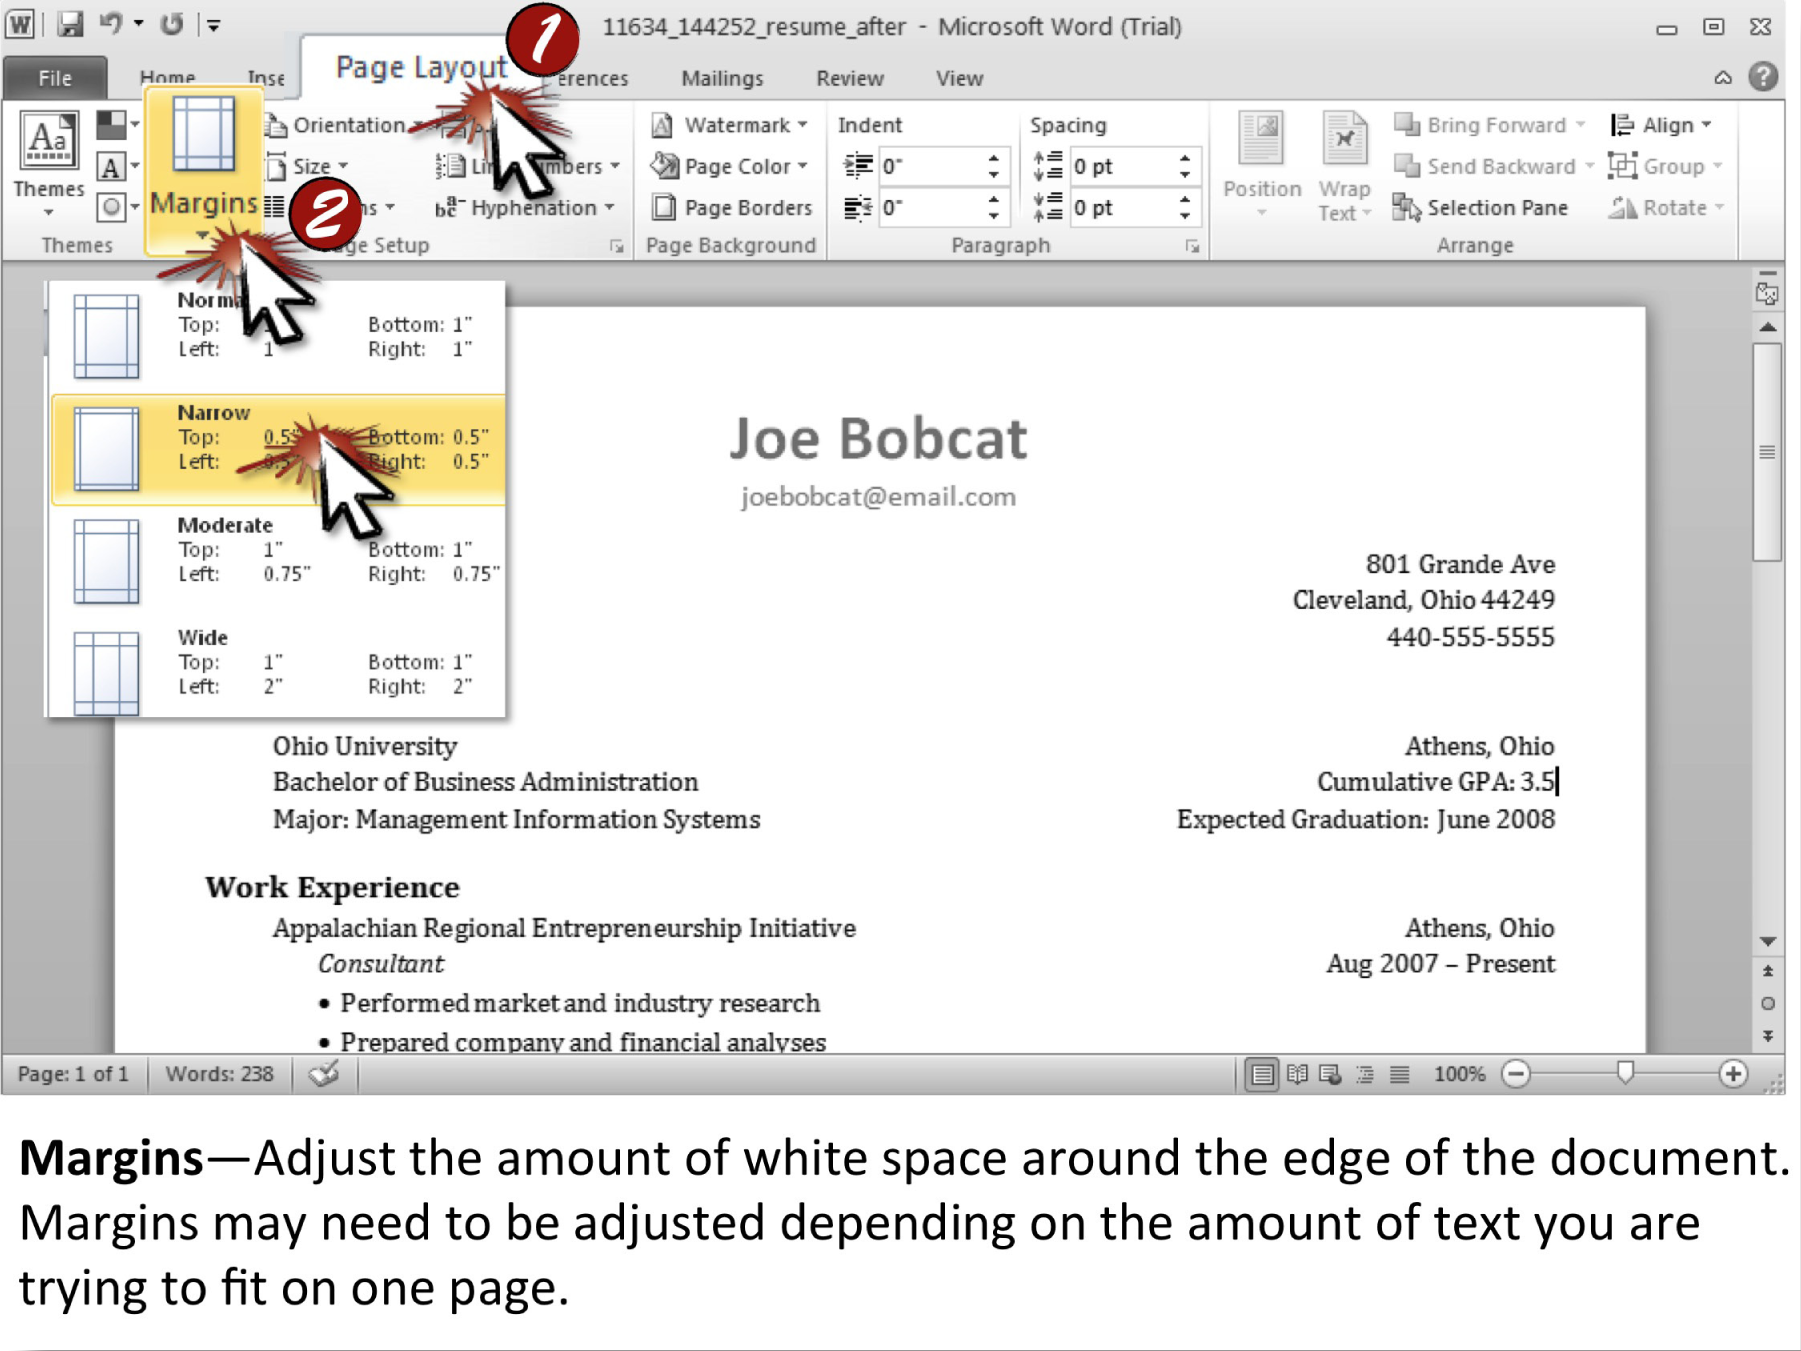 11634_144252_resume_after - Microsoft Word (Trial)
File Home Page Layout 1 Mailings Review View
Themes Margins Orientation Size 2 Hyphenation
Watermark Page Color Page Borders
Indent Spacing
0" 0 pt
0" 0 pt
Position Wrap Text
Bring Forward Align
Send Backward Group
Selection Pane Rotate
Themes Setup Page Background Paragraph Arrange
Top: Bottom: 1"
Left: 1 Right: 1"
Narrow
Top: 0.5" Bottom: 0.5"
Left: Right: 0.5"
Moderate
Top: 1" Bottom: 1"
Left: 0.75" Right: 0.75"
Wide
Top: 1" Bottom: 1"
Left: 2" Right: 2"
Joe Bobcat
joebobcat@email.com
801 Grande Ave
Cleveland, Ohio 44249
440-555-5555
Ohio University Athens, Ohio
Bachelor of Business Administration Cumulative GPA: 3.5
Major: Management Information Systems Expected Graduation: June 2008
Work Experience
Appalachian Regional Entrepreneurship Initiative Athens, Ohio
Consultant Aug 2007 – Present
• Performed market and industry research
• Prepared company and financial analyses
Page: 1 of 1 Words: 238 100%
Margins—Adjust the amount of white space around the edge of the document.
Margins may need to be adjusted depending on the amount of text you are
trying to fit on one page.